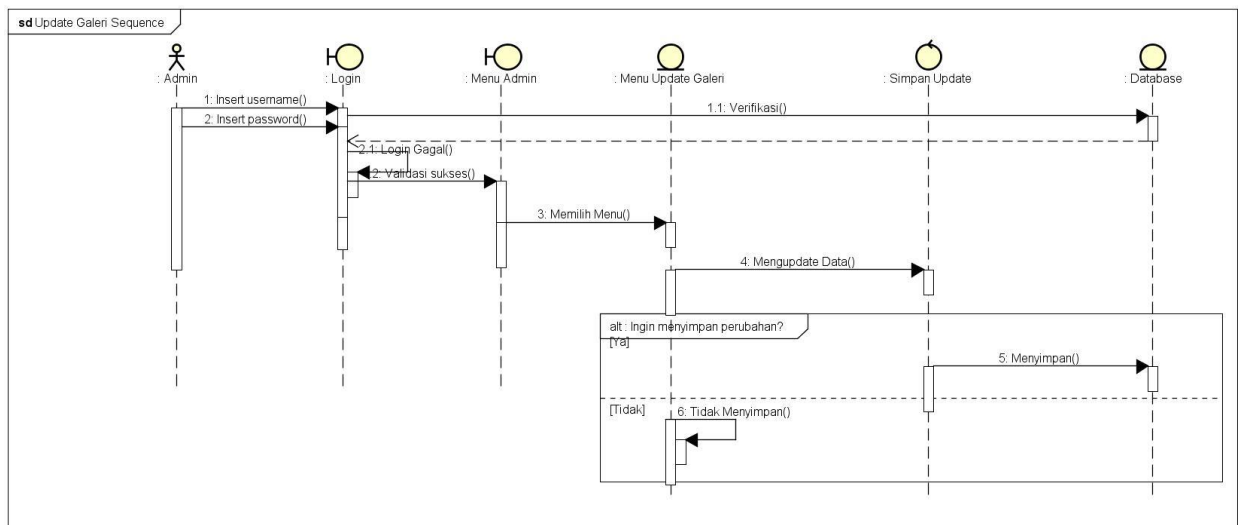 sd Update Galeri Sequence
: Admin
: Login
: Menu Admin
: Menu Update Galeri
: Simpan Update
: Database
1: Insert username()
1.1: Verifikasi()
2: Insert password()
2.1: Login Gagal()
2: Validasi sukses()
3: Memilih Menu()
4: Mengupdate Data()
alt : Ingin menyimpan perubahan?
[Ya]
5: Menyimpan()
[Tidak]
6: Tidak Menyimpan()